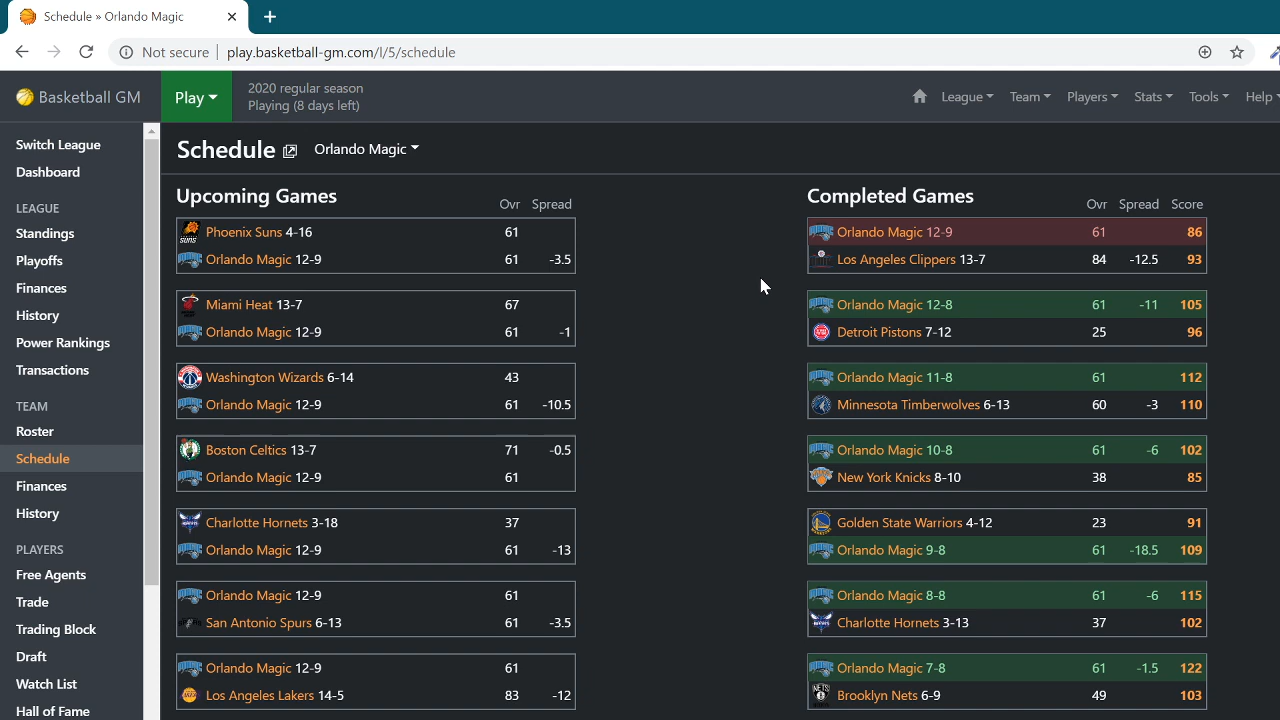 Schedule » Orlando Magic
Not secure play.basketball-gm.com/l/5/schedule
Basketball GM
Play
2020 regular season
Playing (8 days left)
League Team Players Stats Tools Help
Switch League
Dashboard
LEAGUE
Standings
Playoffs
Finances
History
Power Rankings
Transactions
TEAM
Roster
Schedule
Finances
History
PLAYERS
Free Agents
Trade
Trading Block
Draft
Watch List
Hall of Fame
Schedule Orlando Magic
Upcoming Games Ovr Spread
Phoenix Suns 4-16 61
Orlando Magic 12-9 61 -3.5
Miami Heat 13-7 67
Orlando Magic 12-9 61 -1
Washington Wizards 6-14 43
Orlando Magic 12-9 61 -10.5
Boston Celtics 13-7 71 -0.5
Orlando Magic 12-9 61
Charlotte Hornets 3-18 37
Orlando Magic 12-9 61 -13
Orlando Magic 12-9 61
San Antonio Spurs 6-13 61 -3.5
Orlando Magic 12-9 61
Los Angeles Lakers 14-5 83 -12
Completed Games Ovr Spread Score
Orlando Magic 12-9 61 86
Los Angeles Clippers 13-7 84 -12.5 93
Orlando Magic 12-8 61 -11 105
Detroit Pistons 7-12 25 96
Orlando Magic 11-8 61 112
Minnesota Timberwolves 6-13 60 -3 110
Orlando Magic 10-8 61 -6 102
New York Knicks 8-10 38 85
Golden State Warriors 4-12 23 91
Orlando Magic 9-8 61 -18.5 109
Orlando Magic 8-8 61 -6 115
Charlotte Hornets 3-13 37 102
Orlando Magic 7-8 61 -1.5 122
Brooklyn Nets 6-9 49 103